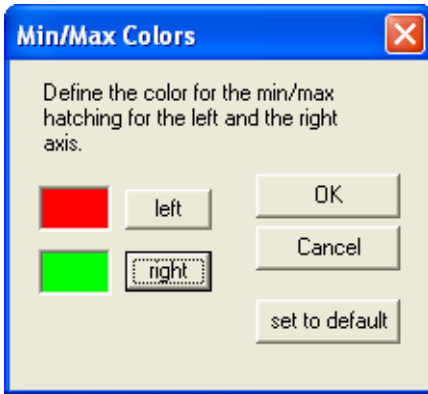 Min/Max Colors
Define the color for the min/max
hatching for the left and the right
axis.
left
OK
Cancel
right
set to default